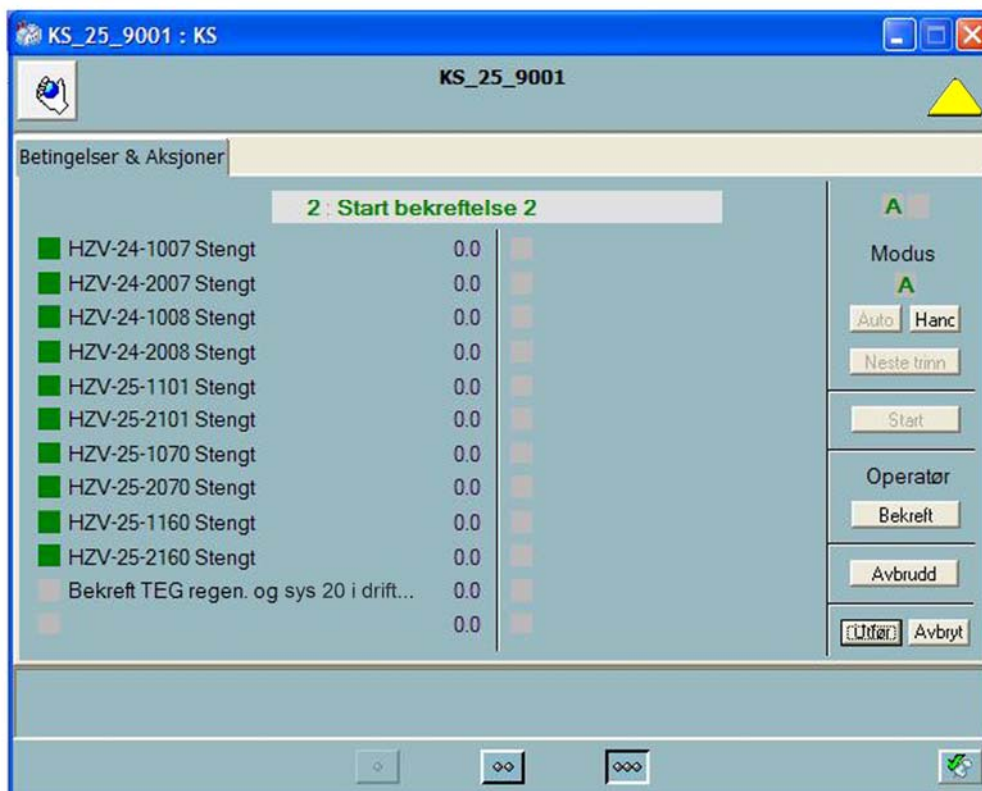 KS_25_9001 : KS
KS_25_9001
Betingelser & Aksjoner
2 : Start bekreftelse 2
HZV-24-1007 Stengt 0.0
HZV-24-2007 Stengt 0.0
HZV-24-1008 Stengt 0.0
HZV-24-2008 Stengt 0.0
HZV-25-1101 Stengt 0.0
HZV-25-2101 Stengt 0.0
HZV-25-1070 Stengt 0.0
HZV-25-2070 Stengt 0.0
HZV-25-1160 Stengt 0.0
HZV-25-2160 Stengt 0.0
Bekreft TEG regen. og sys 20 i drift... 0.0
0.0
A
Modus
A
Auto Hanc
Neste trinn
Start
Operatør
Bekreft
Avbrudd
Utfør Avbryt